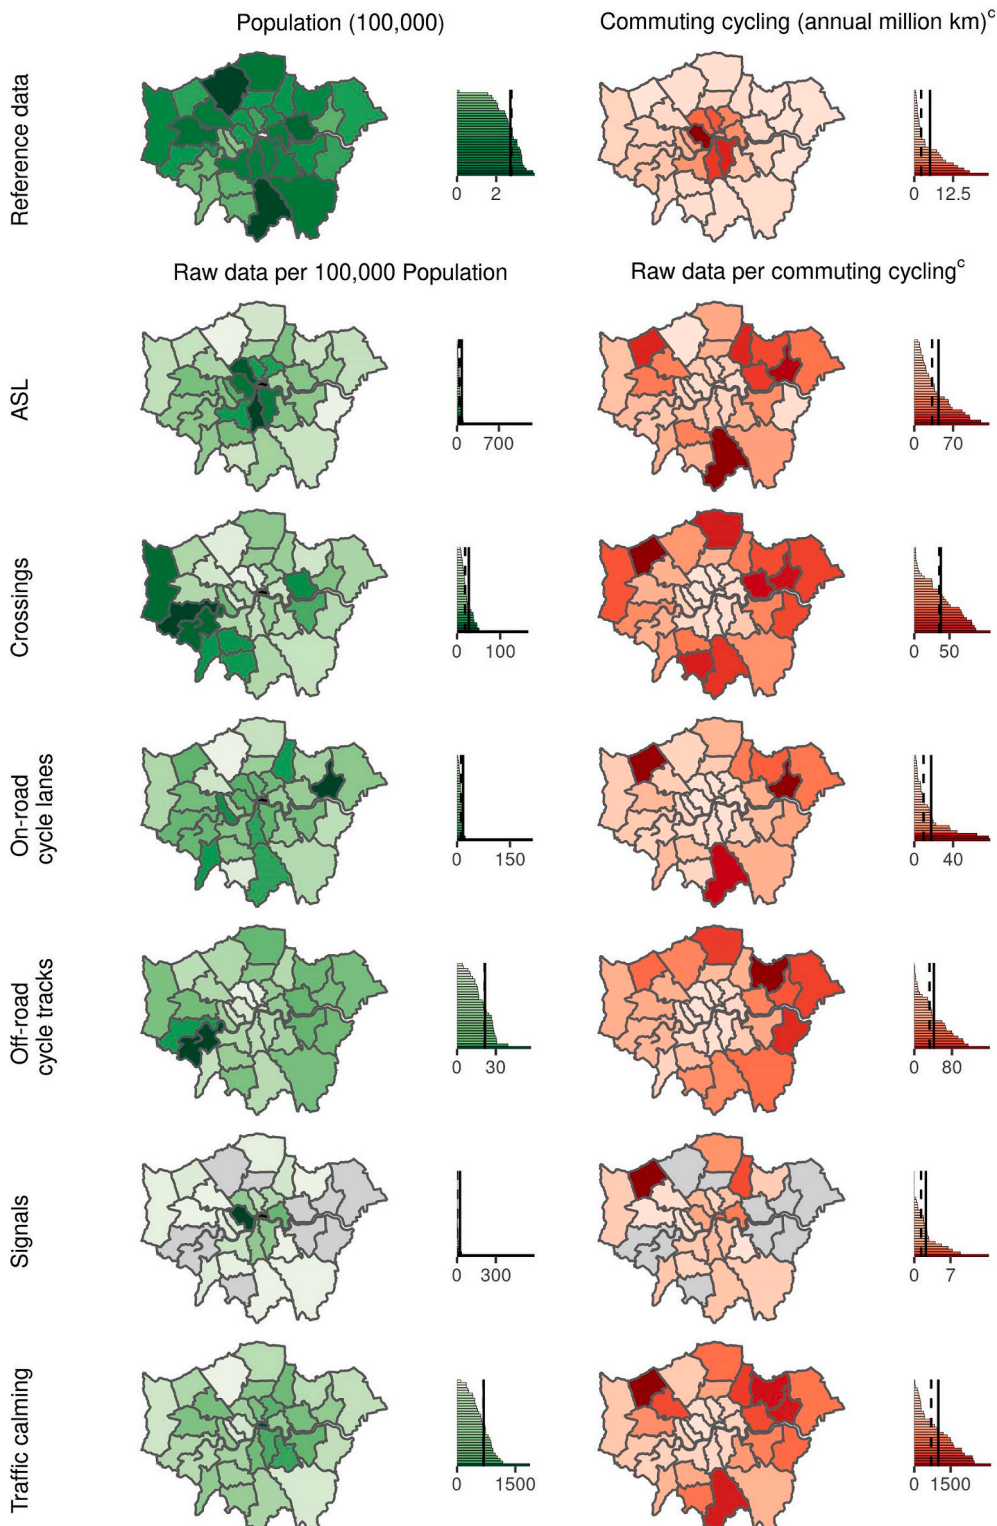 Population (100,000)
Commuting cycling (annual million km)c
Reference data
0 2
0 12.5
Raw data per 100,000 Population
Raw data per commuting cyclingc
ASL
0 700
0 70
Crossings
0 100
0 50
On-road
cycle lanes
0 150
0 40
Off-road
cycle tracks
0 30
0 80
Signals
0 300
0 7
Traffic calming
0 1500
0 1500